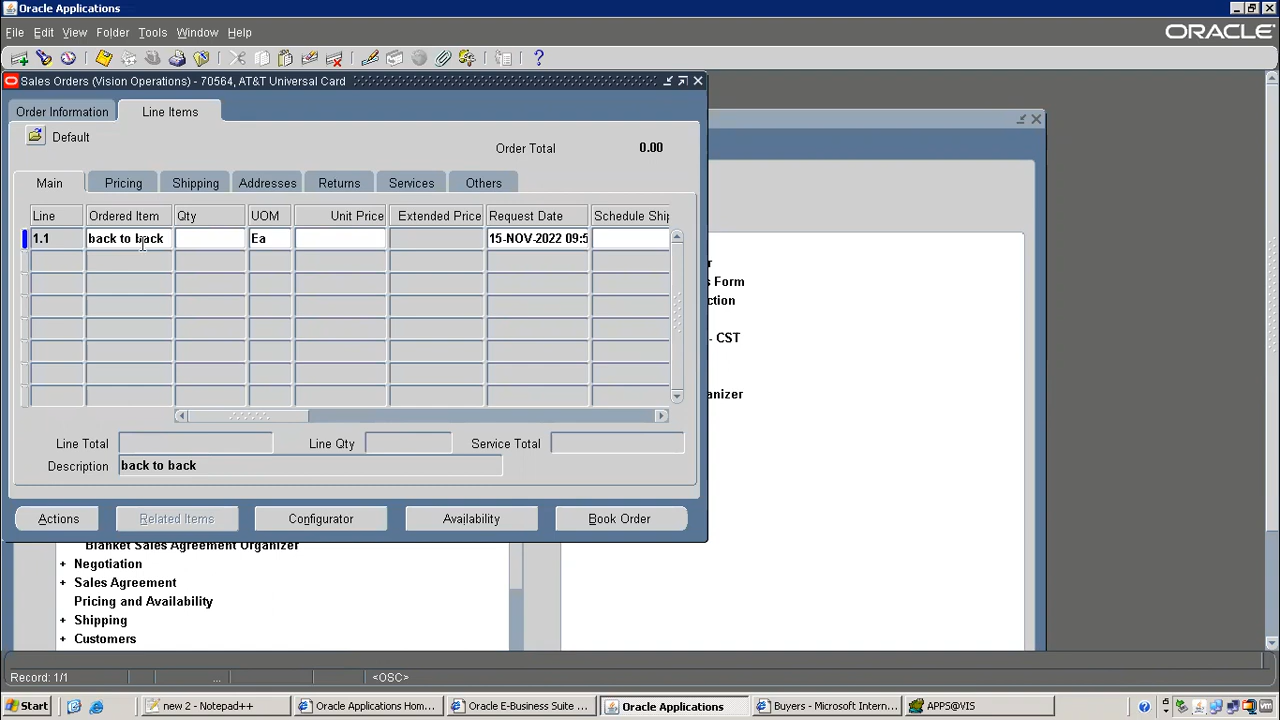 Oracle Applications
File Edit View Folder Tools Window Help
ORACLE
Sales Orders (Vision Operations) - 70564, AT&T Universal Card
Order Information Line Items
Default
Order Total 0.00
Main Pricing Shipping Addresses Returns Services Others
Line Ordered Item Qty UOM Unit Price Extended Price Request Date Schedule Ship
1.1 back to back Ea 15-NOV-2022 09:5
Line Total Line Qty Service Total
Description back to back
Actions Related Items Configurator Availability Book Order
r
s Form
ction
- CST
anizer
Blanket Sales Agreement Organizer
+ Negotiation
+ Sales Agreement
Pricing and Availability
+ Shipping
+ Customers
Record: 1/1 ... <OSC>
Start new 2 - Notepad++ Oracle Applications Hom... Oracle E-Business Suite ... Oracle Applications Buyers - Microsoft Intern... APPS@VIS